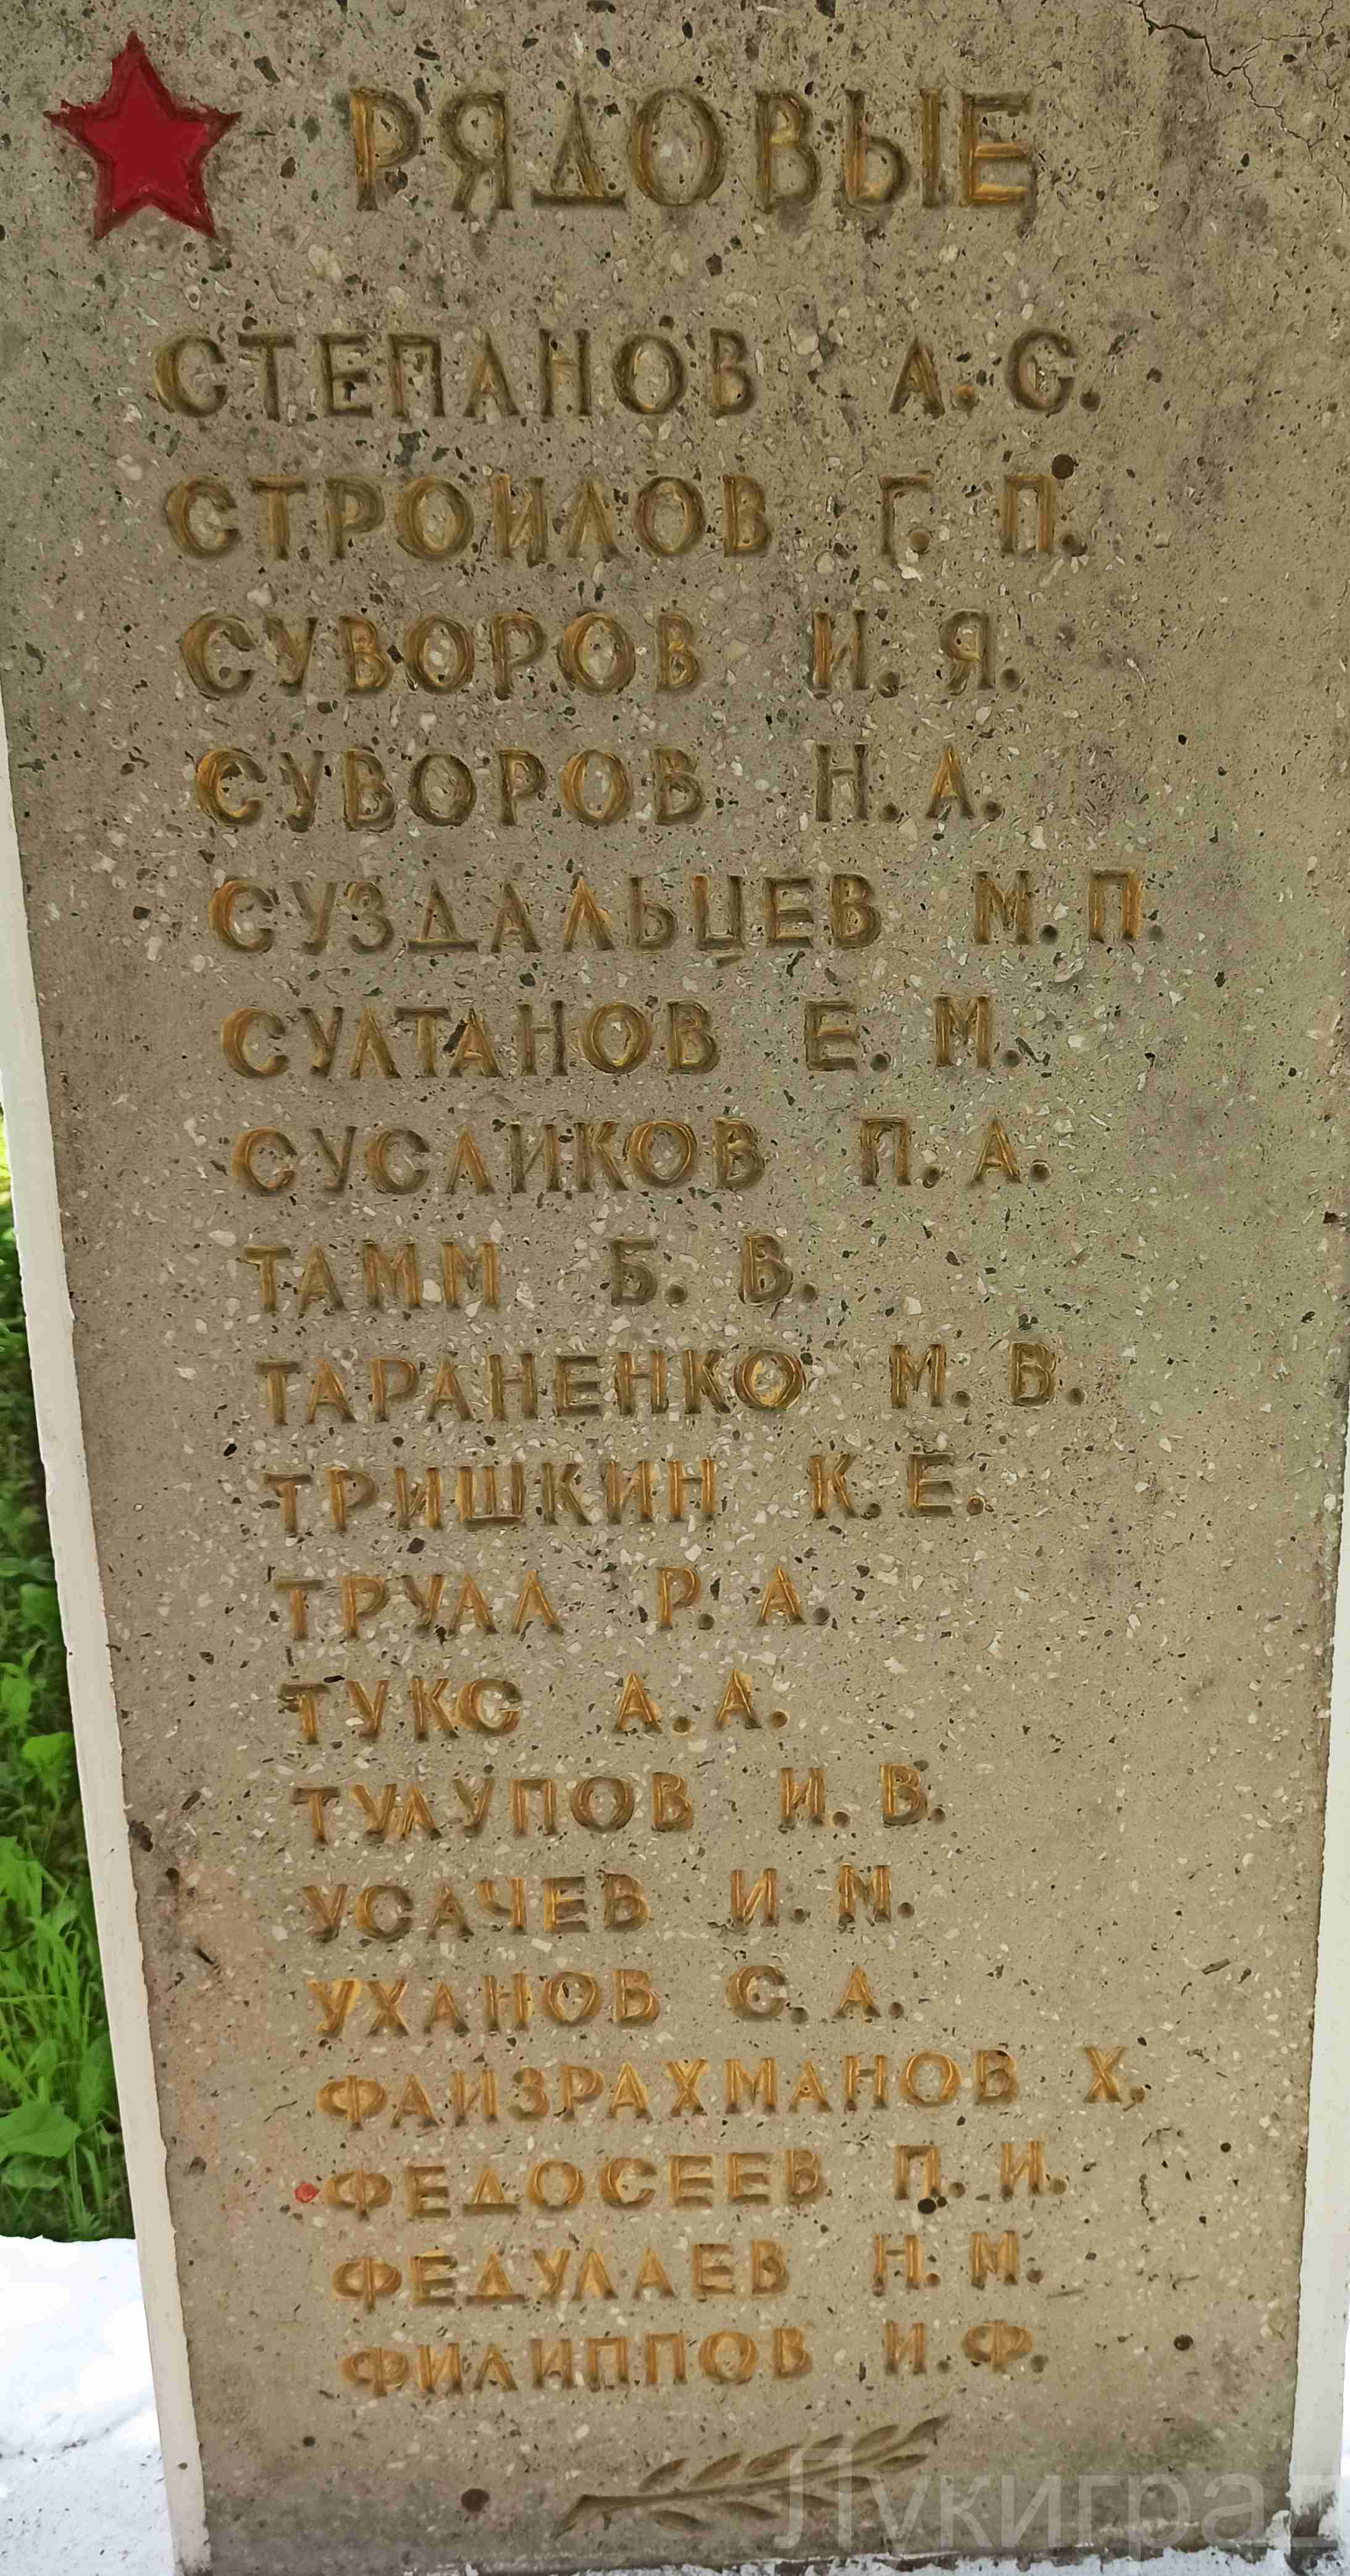 РЯДОВЫЕ
СТЕПАНОВ А.С.
СТРОИЛОВ Г.П.
СУВОРОВ И.Я.
СУВОРОВ Н.А.
СУЗДАЛЬЦЕВ М.П.
СУЛТАНОВ Е.М.
СУСЛИКОВ П.А.
ТАММ Б.В.
ТАРАНЕНКО М.В.
ТРИШКИН К.Е.
ТРУАЛ Р.А.
ТУКС А.А.
ТУЛУПОВ И.В.
УСАЧЕВ И.М.
УХАНОВ С.А.
ФАИЗРАХМАНОВ Х.
ФЕДОСЕЕВ П.И.
ФЕДУЛАЕВ Н.М.
ФИЛИППОВ И.Ф.
Лукиград